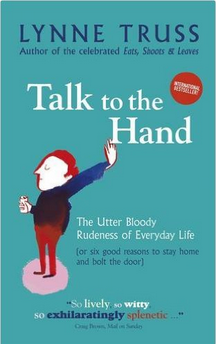 LYNNE TRUSS
Author of the celebrated Eats, Shoots & Leaves
INTERNATIONAL
BESTSELLER!
Talk to the
Hand
The Utter Bloody
Rudeness of Everyday Life
(or six good reasons to stay home
and bolt the door)
"So lively so witty
so exhilaratingly splenetic ..."
Craig Brown, Mail on Sunday